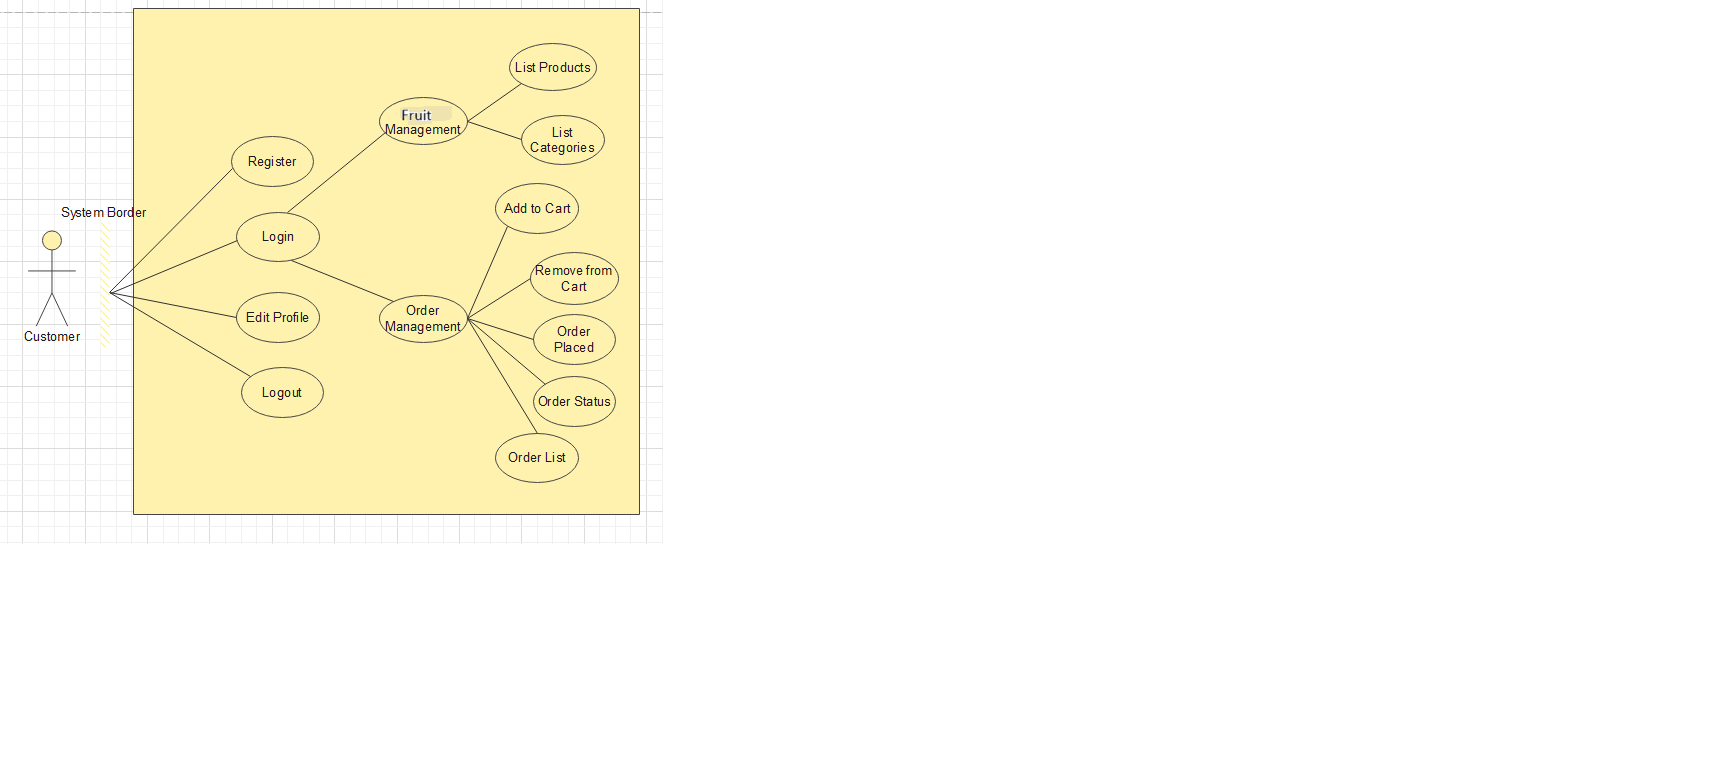 List Products
Fruit
Management
List
Categories
Register
Add to Cart
System Border
Login
Remove from
Cart
Edit Profile
Order
Management
Order
Placed
Customer
Logout
Order Status
Order List